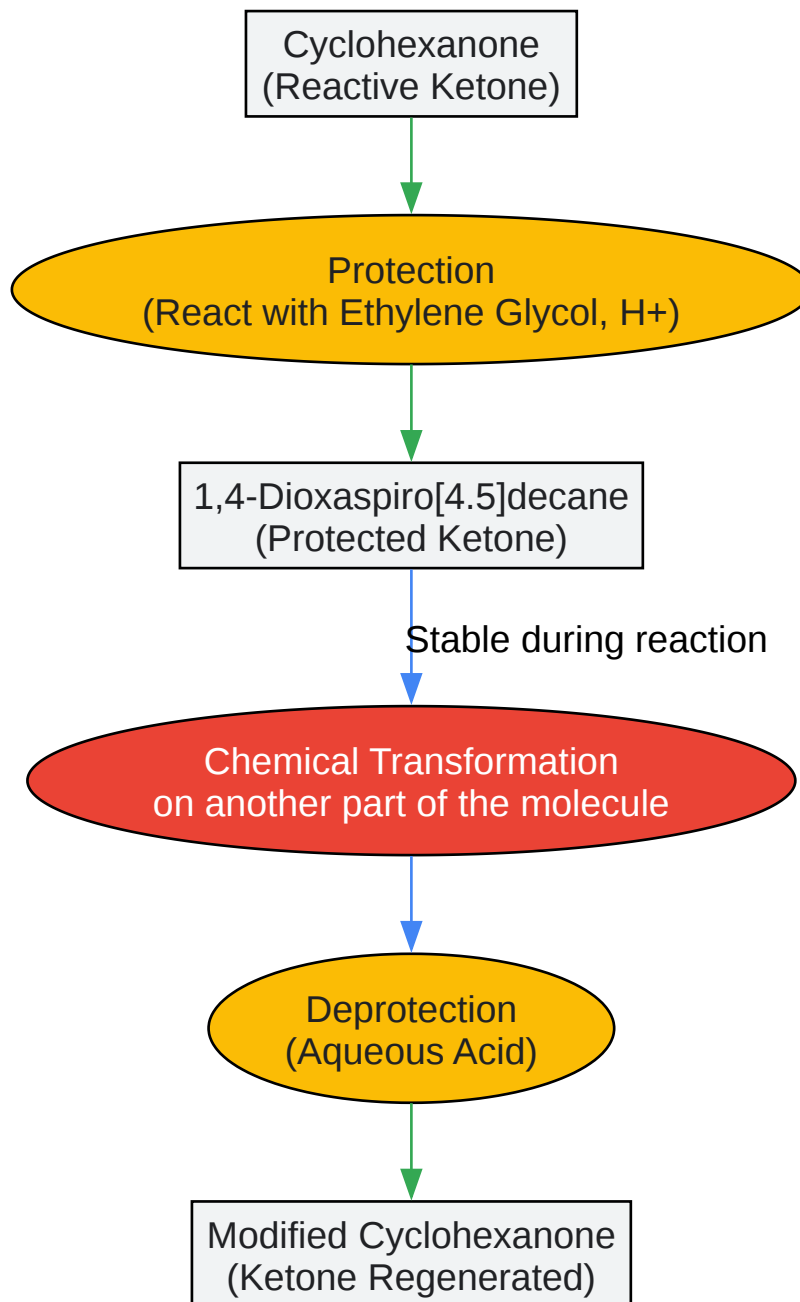 Cyclohexanone
(Reactive Ketone)
Protection
(React with Ethylene Glycol, H+)
1,4-Dioxaspiro[4.5]decane
(Protected Ketone)
Stable during reaction
Chemical Transformation
on another part of the molecule
Deprotection
(Aqueous Acid)
Modified Cyclohexanone
(Ketone Regenerated)